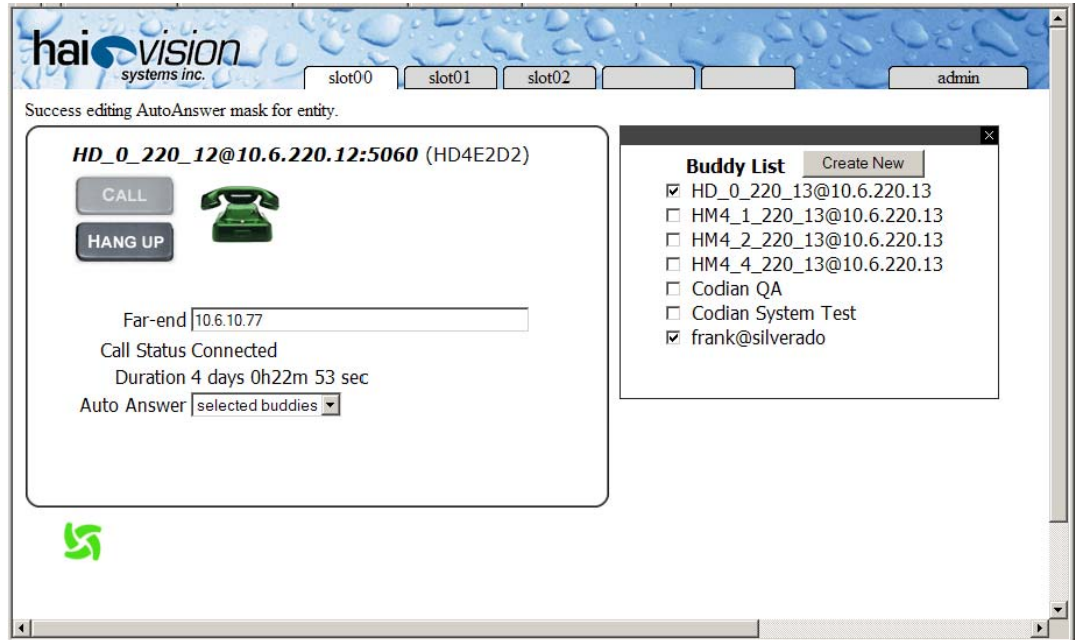 hai vision
systems inc.
slot00 slot01 slot02 admin
Success editing AutoAnswer mask for entity.
HD_0_220_12@10.6.220.12:5060 (HD4E2D2)
CALL
HANG UP
Far-end 10.6.10.77
Call Status Connected
Duration 4 days 0h22m 53 sec
Auto Answer selected buddies
Buddy List Create New
HD_0_220_13@10.6.220.13
HM4_1_220_13@10.6.220.13
HM4_2_220_13@10.6.220.13
HM4_4_220_13@10.6.220.13
Codian QA
Codian System Test
frank@silverado